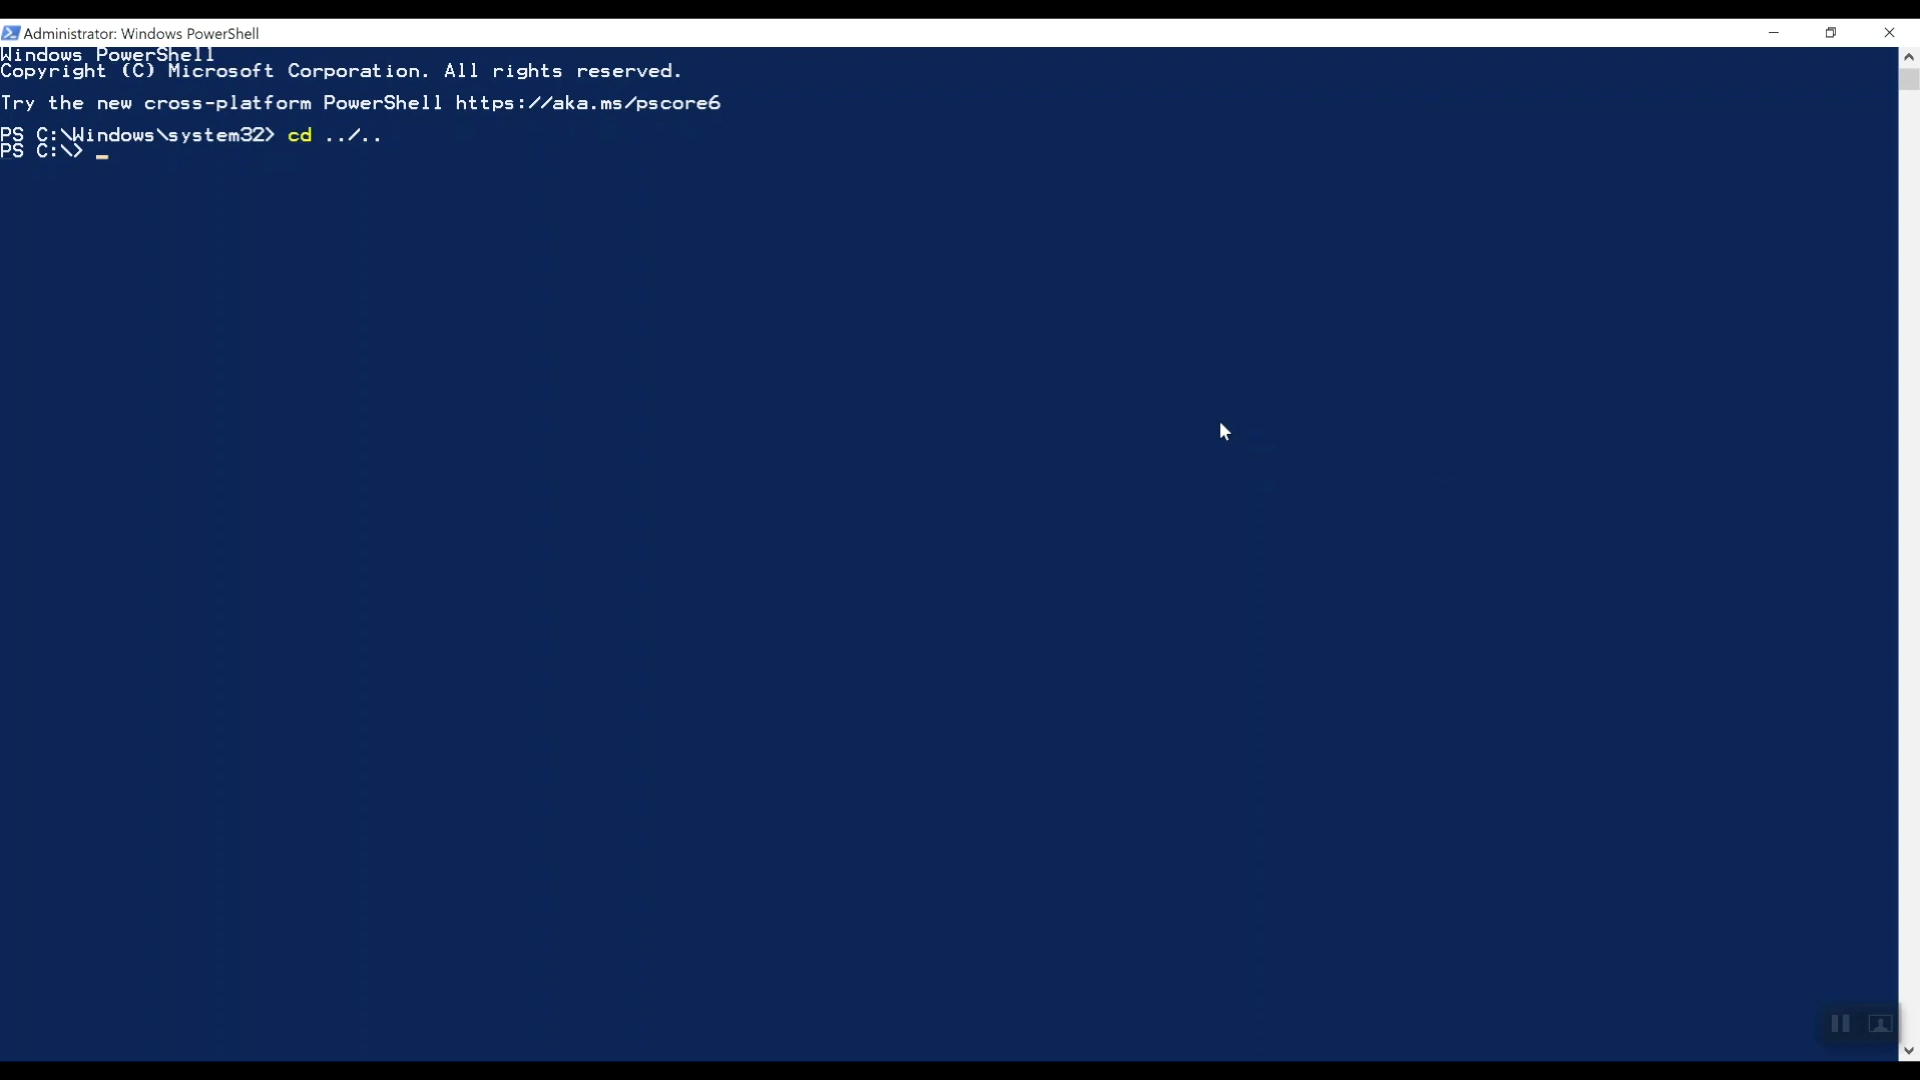 Administrator: Windows PowerShell
Windows PowerShell
Copyright (C) Microsoft Corporation. All rights reserved.
Try the new cross-platform PowerShell https://aka.ms/pscore6
PS C:\Windows\system32> cd ../..
PS C:\> _